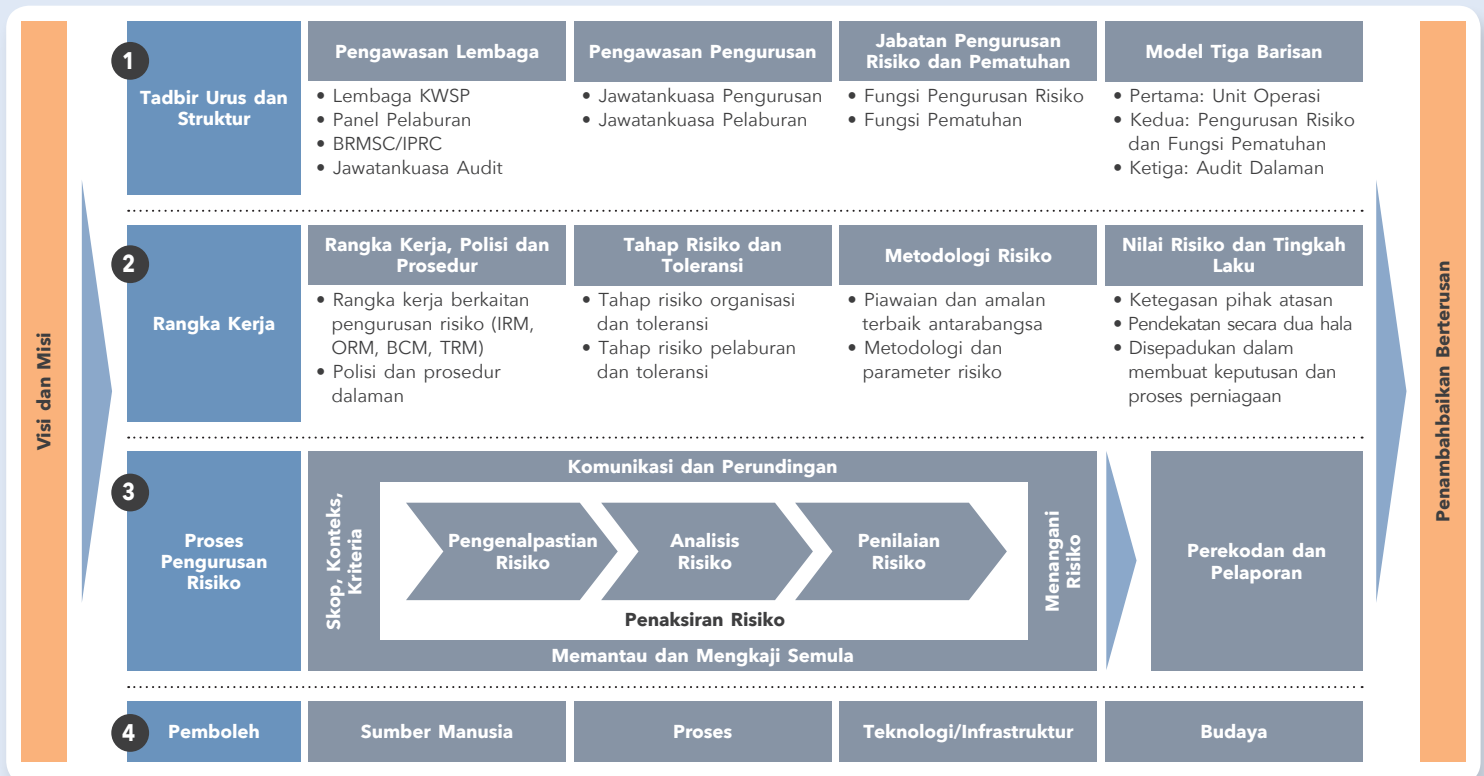 Visi dan Misi
1
Tadbir Urus dan
Struktur
Pengawasan Lembaga
• Lembaga KWSP
• Panel Pelaburan
• BRMSC/IPRC
• Jawatankuasa Audit
Pengawasan Pengurusan
• Jawatankuasa Pengurusan
• Jawatankuasa Pelaburan
Jabatan Pengurusan
Risiko dan Pematuhan
• Fungsi Pengurusan Risiko
• Fungsi Pematuhan
Model Tiga Barisan
• Pertama: Unit Operasi
• Kedua: Pengurusan Risiko
dan Fungsi Pematuhan
• Ketiga: Audit Dalaman
2
Rangka Kerja
Rangka Kerja, Polisi dan
Prosedur
• Rangka kerja berkaitan
pengurusan risiko (IRM,
ORM, BCM, TRM)
• Polisi dan prosedur
dalaman
Tahap Risiko dan
Toleransi
• Tahap risiko organisasi
dan toleransi
• Tahap risiko pelaburan
dan toleransi
Metodologi Risiko
• Piawaian dan amalan
terbaik antarabangsa
• Metodologi dan
parameter risiko
Nilai Risiko dan Tingkah
Laku
• Ketegasan pihak atasan
• Pendekatan secara dua hala
• Disepadukan dalam
membuat keputusan dan
proses perniagaan
3
Proses
Pengurusan
Risiko
Komunikasi dan Perundingan
Skop, Konteks,
Kriteria
Pengenalpastian
Risiko
Analisis
Risiko
Penilaian
Risiko
Penaksiran Risiko
Menangani
Risiko
Memantau dan Mengkaji Semula
Perekodan dan
Pelaporan
4
Pemboleh
Sumber Manusia
Proses
Teknologi/Infrastruktur
Budaya
Penambahbaikan Berterusan